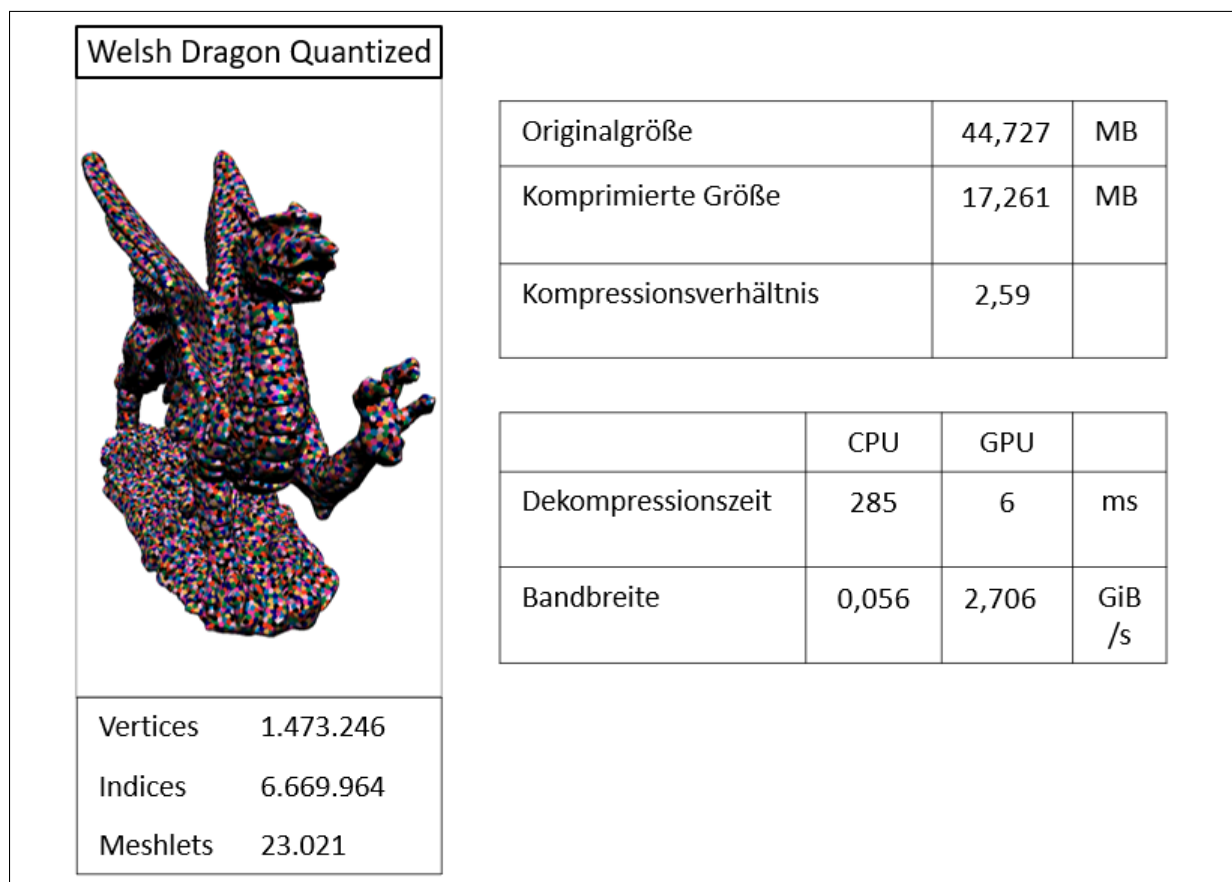 Welsh Dragon Quantized
Vertices 1.473.246
Indices 6.669.964
Meshlets 23.021
Originalgröße 44,727 MB
Komprimierte Größe 17,261 MB
Kompressionsverhältnis 2,59
CPU GPU
Dekompressionszeit 285 6 ms
Bandbreite 0,056 2,706 GiB
/s